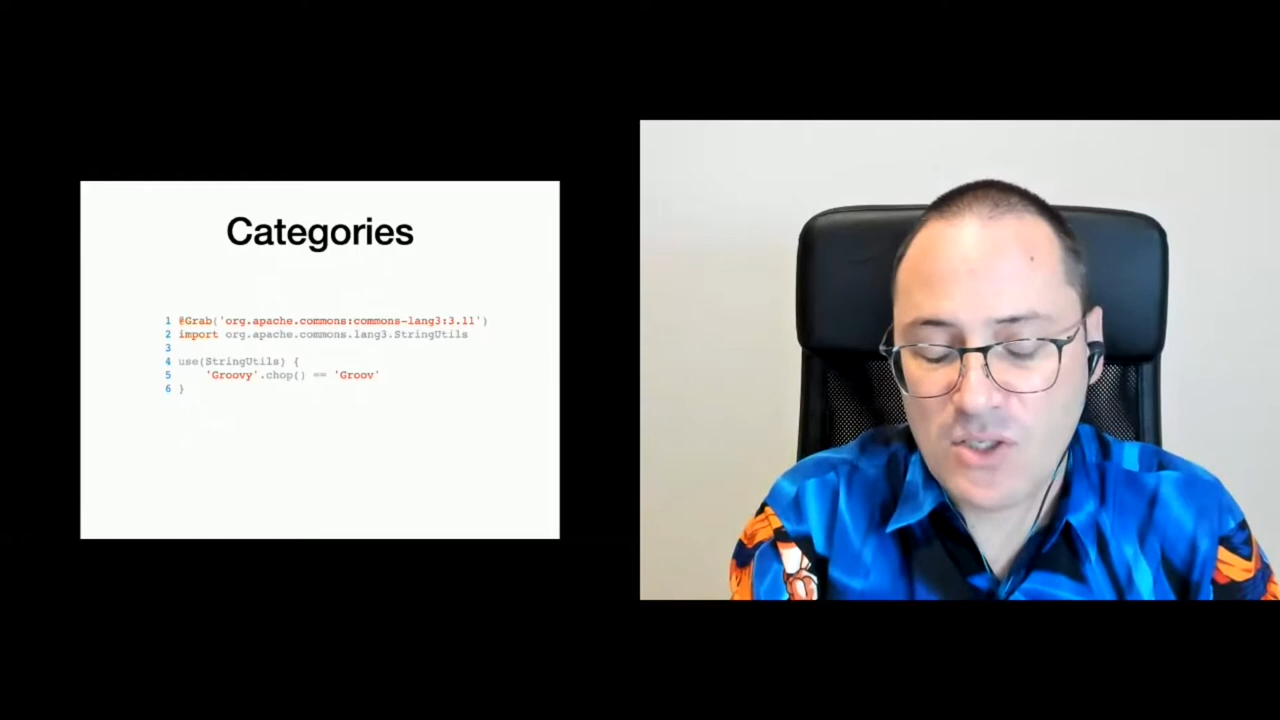 Categories
1 @Grab('org.apache.commons:commons-lang3:3.11')
2 import org.apache.commons.lang3.StringUtils
3
4 use(StringUtils) {
5     'Groovy'.chop() == 'Groov'
6 }